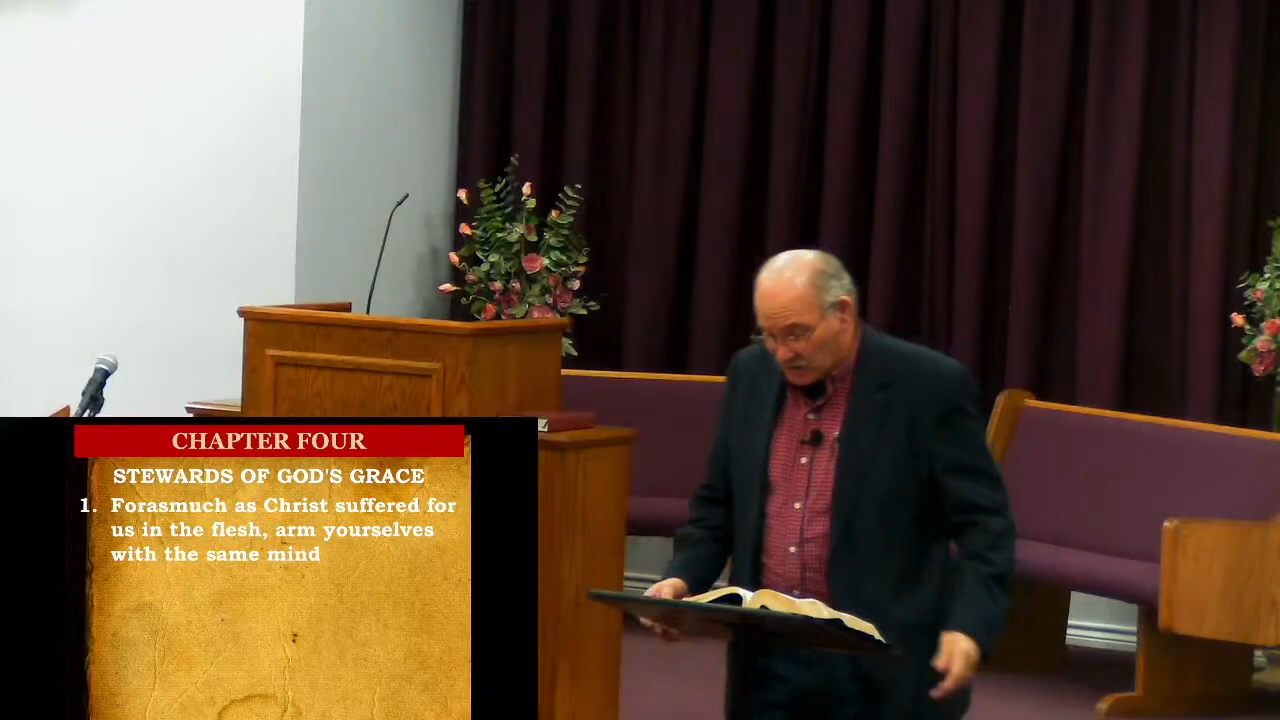 CHAPTER FOUR
STEWARDS OF GOD'S GRACE
1. Forasmuch as Christ suffered for
us in the flesh, arm yourselves
with the same mind